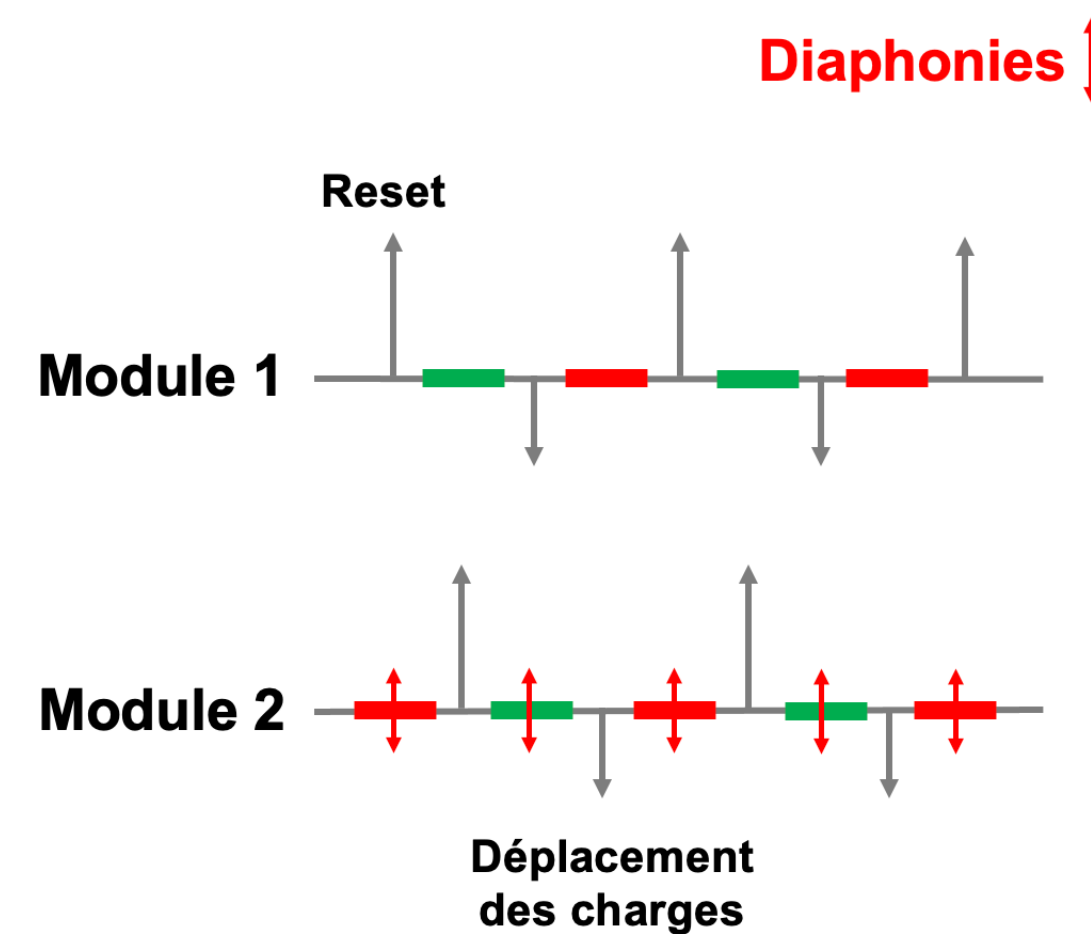 Diaphonies
Reset
Module 1
Module 2
Déplacement
des charges